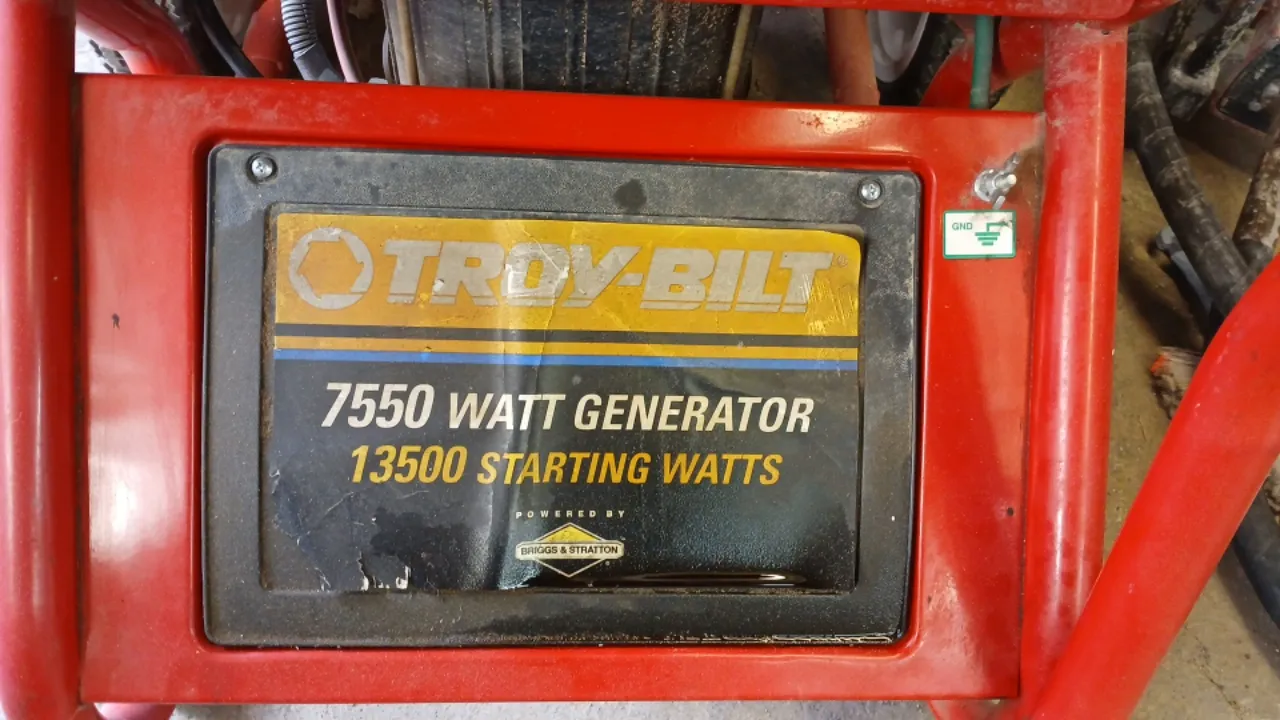 TROY-BILT®
GND
7550 WATT GENERATOR
13500 STARTING WATTS
POWERED BY
BRIGGS & STRATTON